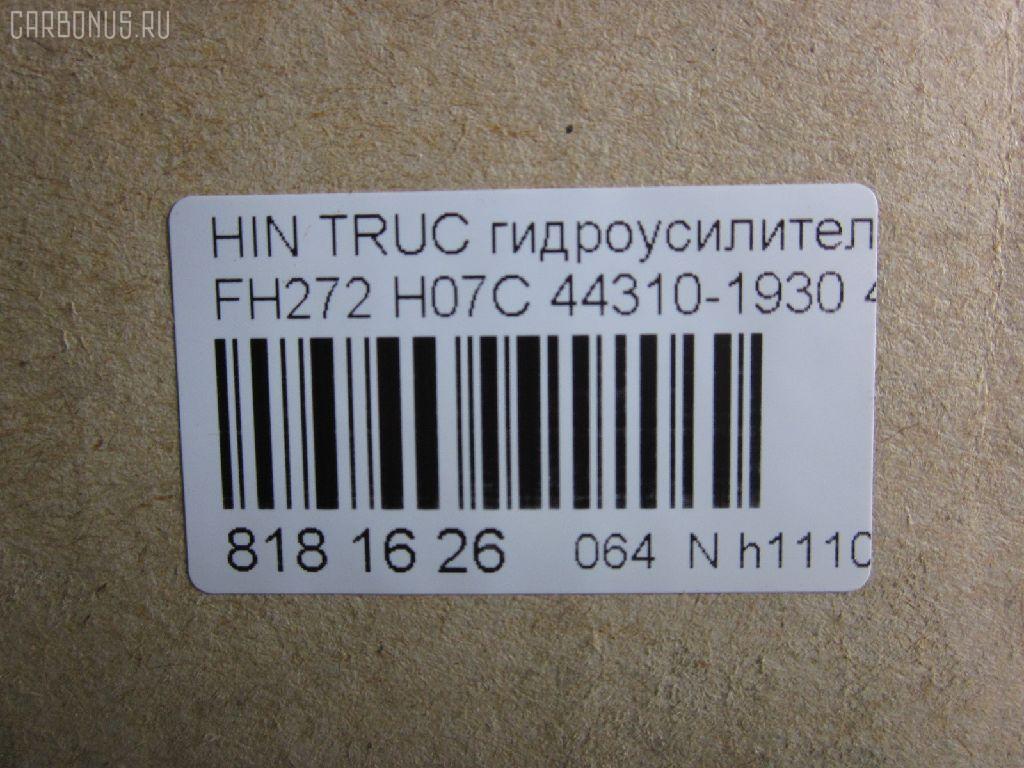 CARBONUS.RU
HIN TRUC гидроусилител
FH272 H07C 44310-1930
818 16 26 064 N h1110